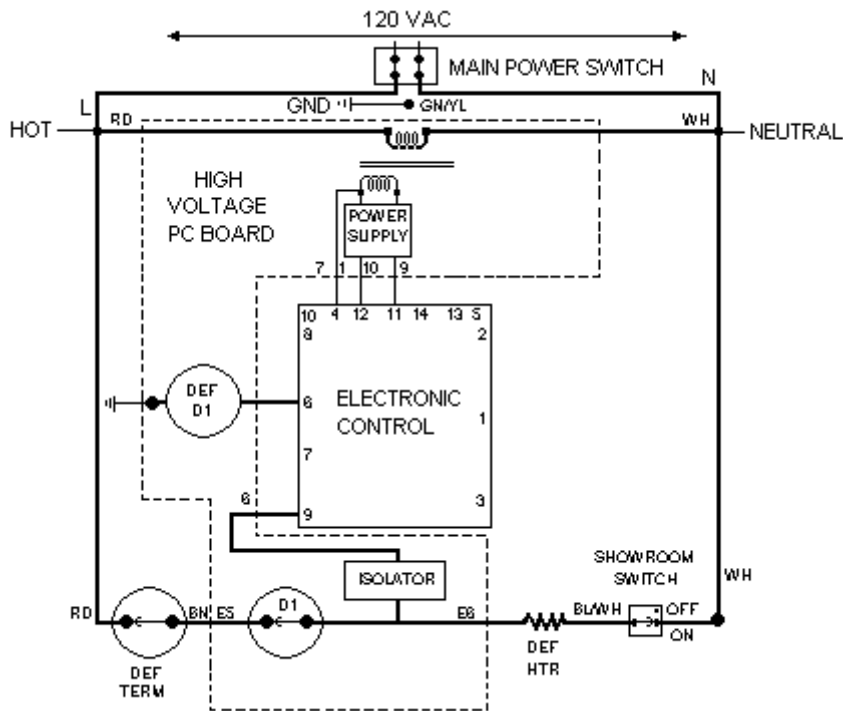 120 VAC
MAIN POWER SWITCH
N
L
GND
GN/YL
HOT
RD
WH
NEUTRAL
HIGH
VOLTAGE
PC BOARD
POWER
SUPPLY
7 1 10 9
10 4 12 11 14 13 5
8 2
DEF
D1
6
ELECTRONIC
CONTROL
1
7
3
6
9
ISOLATOR
SHOWROOM
SWITCH
WH
RD
BN
E5
D1
E6
BL/WH
OFF
ON
DEF
TERM
DEF
HTR